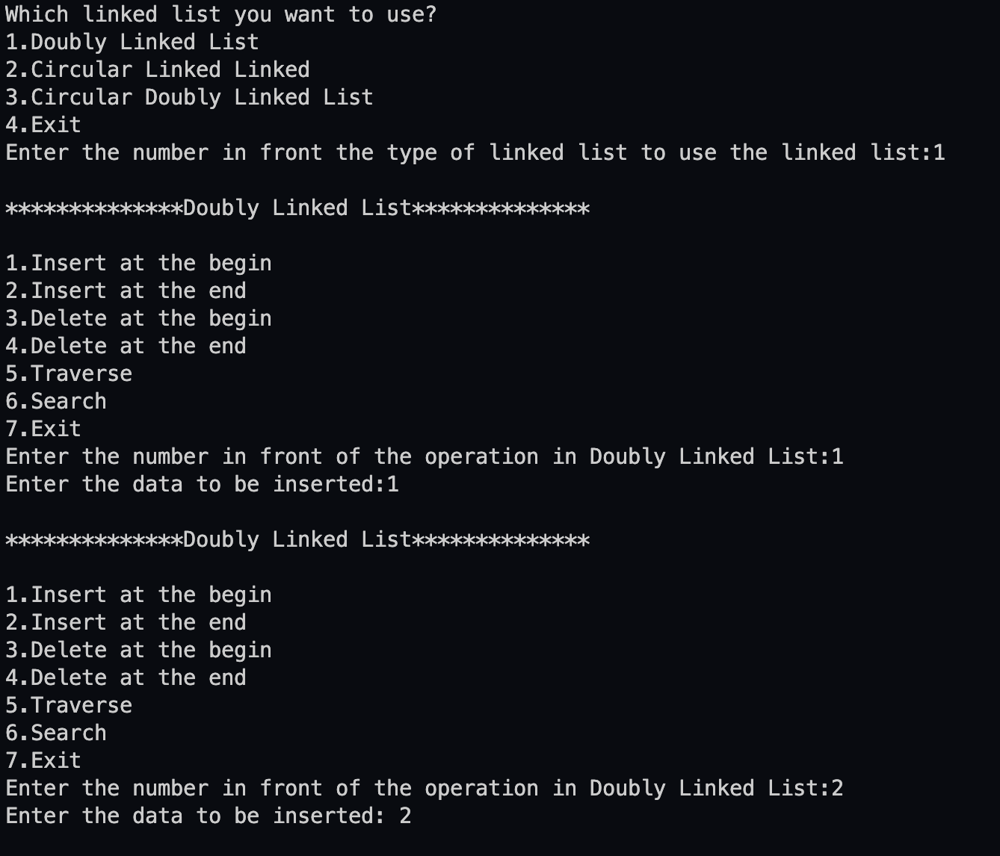 Which linked list you want to use?
1.Doubly Linked List
2.Circular Linked Linked
3.Circular Doubly Linked List
4.Exit
Enter the number in front the type of linked list to use the linked list:1
**************Doubly Linked List**************
1.Insert at the begin
2.Insert at the end
3.Delete at the begin
4.Delete at the end
5.Traverse
6.Search
7.Exit
Enter the number in front of the operation in Doubly Linked List:1
Enter the data to be inserted:1
**************Doubly Linked List**************
1.Insert at the begin
2.Insert at the end
3.Delete at the begin
4.Delete at the end
5.Traverse
6.Search
7.Exit
Enter the number in front of the operation in Doubly Linked List:2
Enter the data to be inserted: 2